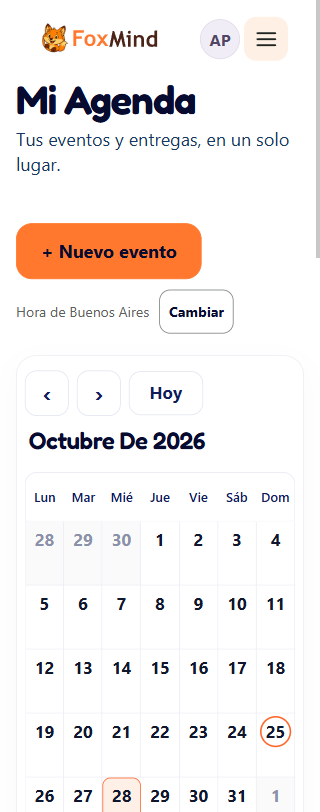 FoxMind
AP
Mi Agenda
Tus eventos y entregas, en un solo
lugar.
+ Nuevo evento
Hora de Buenos Aires
Cambiar
‹ › Hoy
Octubre De 2026
Lun Mar Mié Jue Vie Sáb Dom
28 29 30 1 2 3 4
5 6 7 8 9 10 11
12 13 14 15 16 17 18
19 20 21 22 23 24 25
26 27 28 29 30 31 1